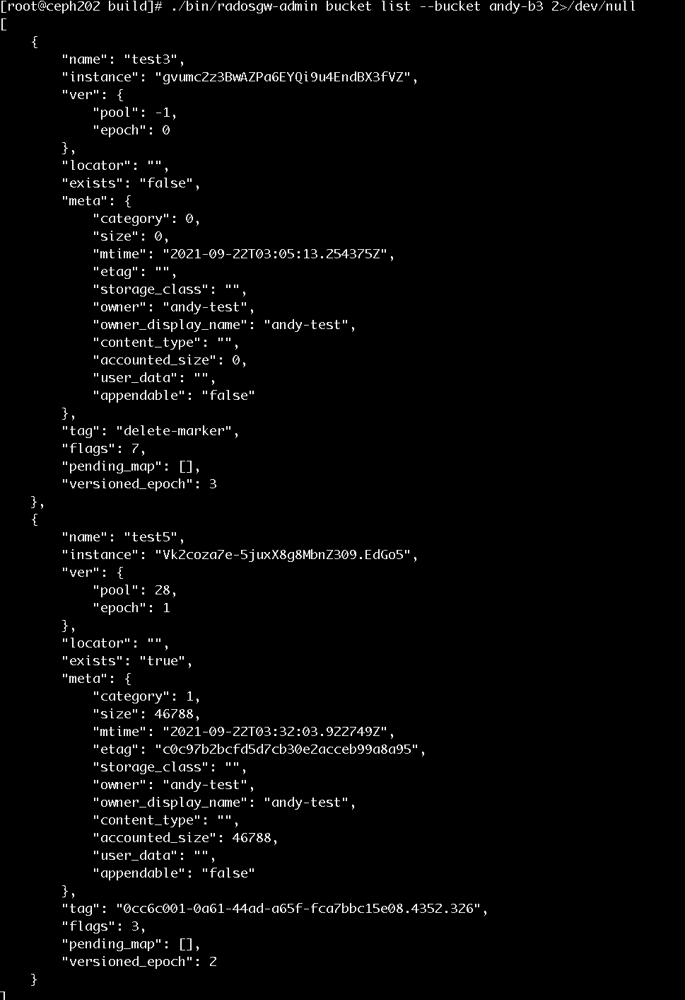 [root@ceph202 build]# ./bin/radosgw-admin bucket list --bucket andy-b3 2>/dev/null
[
    {
        "name": "test3",
        "instance": "gvumc2z3BwAZPa6EYQi9u4EndBX3fVZ",
        "ver": {
            "pool": -1,
            "epoch": 0
        },
        "locator": "",
        "exists": "false",
        "meta": {
            "category": 0,
            "size": 0,
            "mtime": "2021-09-22T03:05:13.254375Z",
            "etag": "",
            "storage_class": "",
            "owner": "andy-test",
            "owner_display_name": "andy-test",
            "content_type": "",
            "accounted_size": 0,
            "user_data": "",
            "appendable": "false"
        },
        "tag": "delete-marker",
        "flags": 7,
        "pending_map": [],
        "versioned_epoch": 3
    },
    {
        "name": "test5",
        "instance": "Vk2coza7e-5juxX8g8MbnZ309.EdGo5",
        "ver": {
            "pool": 28,
            "epoch": 1
        },
        "locator": "",
        "exists": "true",
        "meta": {
            "category": 1,
            "size": 46788,
            "mtime": "2021-09-22T03:32:03.922749Z",
            "etag": "c0c97b2bcfd5d7cb30e2acceb99a8a95",
            "storage_class": "",
            "owner": "andy-test",
            "owner_display_name": "andy-test",
            "content_type": "",
            "accounted_size": 46788,
            "user_data": "",
            "appendable": "false"
        },
        "tag": "0cc6c001-0a61-44ad-a65f-fca7bbc15e08.4352.326",
        "flags": 3,
        "pending_map": [],
        "versioned_epoch": 2
    }
]